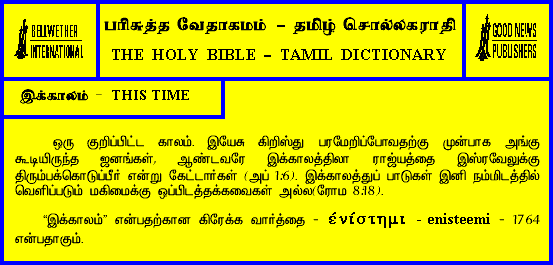 BELLWETHER
INTERNATIONAL
பரிசுத்த வேதாகமம் – தமிழ் சொல்லகராதி
THE HOLY BIBLE – TAMIL DICTIONARY
GOOD NEWS
PUBLISHERS
இக்காலம் – THIS TIME
ஒரு குறிப்பிட்ட காலம். இயேசு கிறிஸ்து பரமேறிப்போவதற்கு முன்பாக அங்கு
கூடியிருந்த ஜனங்கள், ஆண்டவரே இக்காலத்திலா ராஜ்யத்தை இஸ்ரவேலுக்கு
திரும்பக்கொடுப்பீர் என்று கேட்டார்கள் (அப் 1:6). இக்காலத்துப் பாடுகள் இனி நம்மிடத்தில்
வெளிப்படும் மகிமைக்கு ஒப்பிடத்தக்கவைகள் அல்ல(ரோம 8:18).
“இக்காலம்” என்பதற்கான கிரேக்க வார்த்தை – ἐνίστημι - enisteemi - 1764
என்பதாகும்.